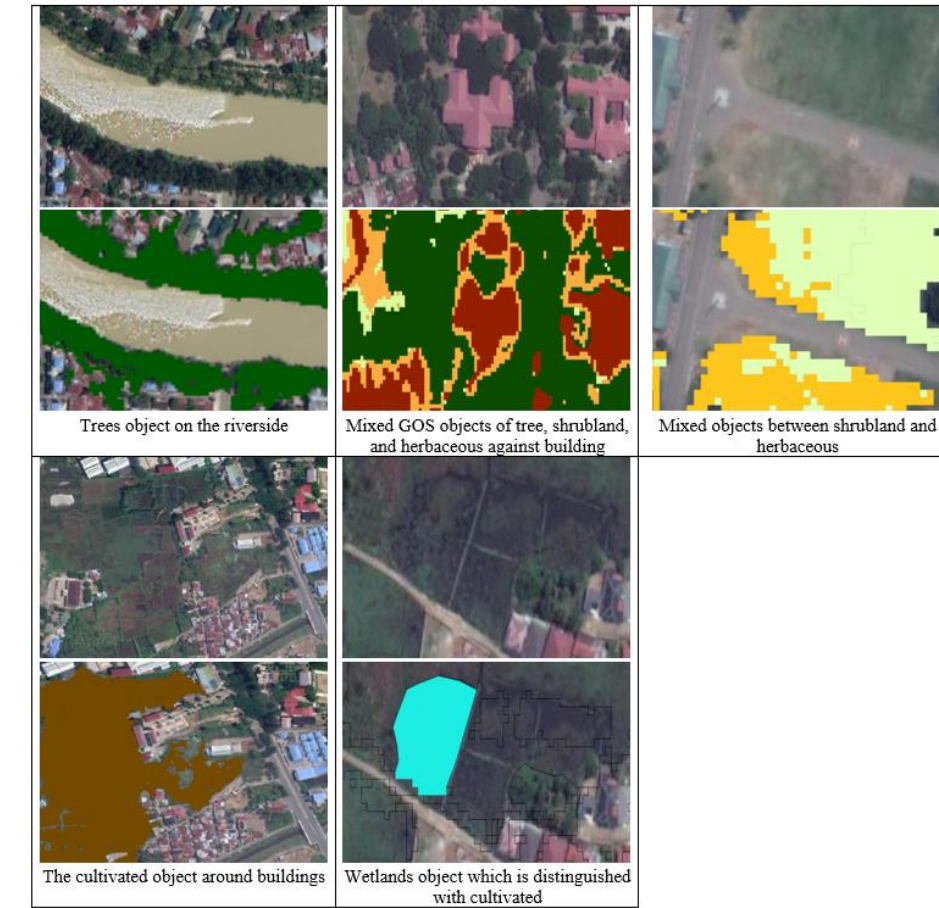 Trees object on the riverside
Mixed GOS objects of tree, shrubland,
and herbaceous against building
Mixed objects between shrubland and
herbaceous
The cultivated object around buildings
Wetlands object which is distinguished
with cultivated